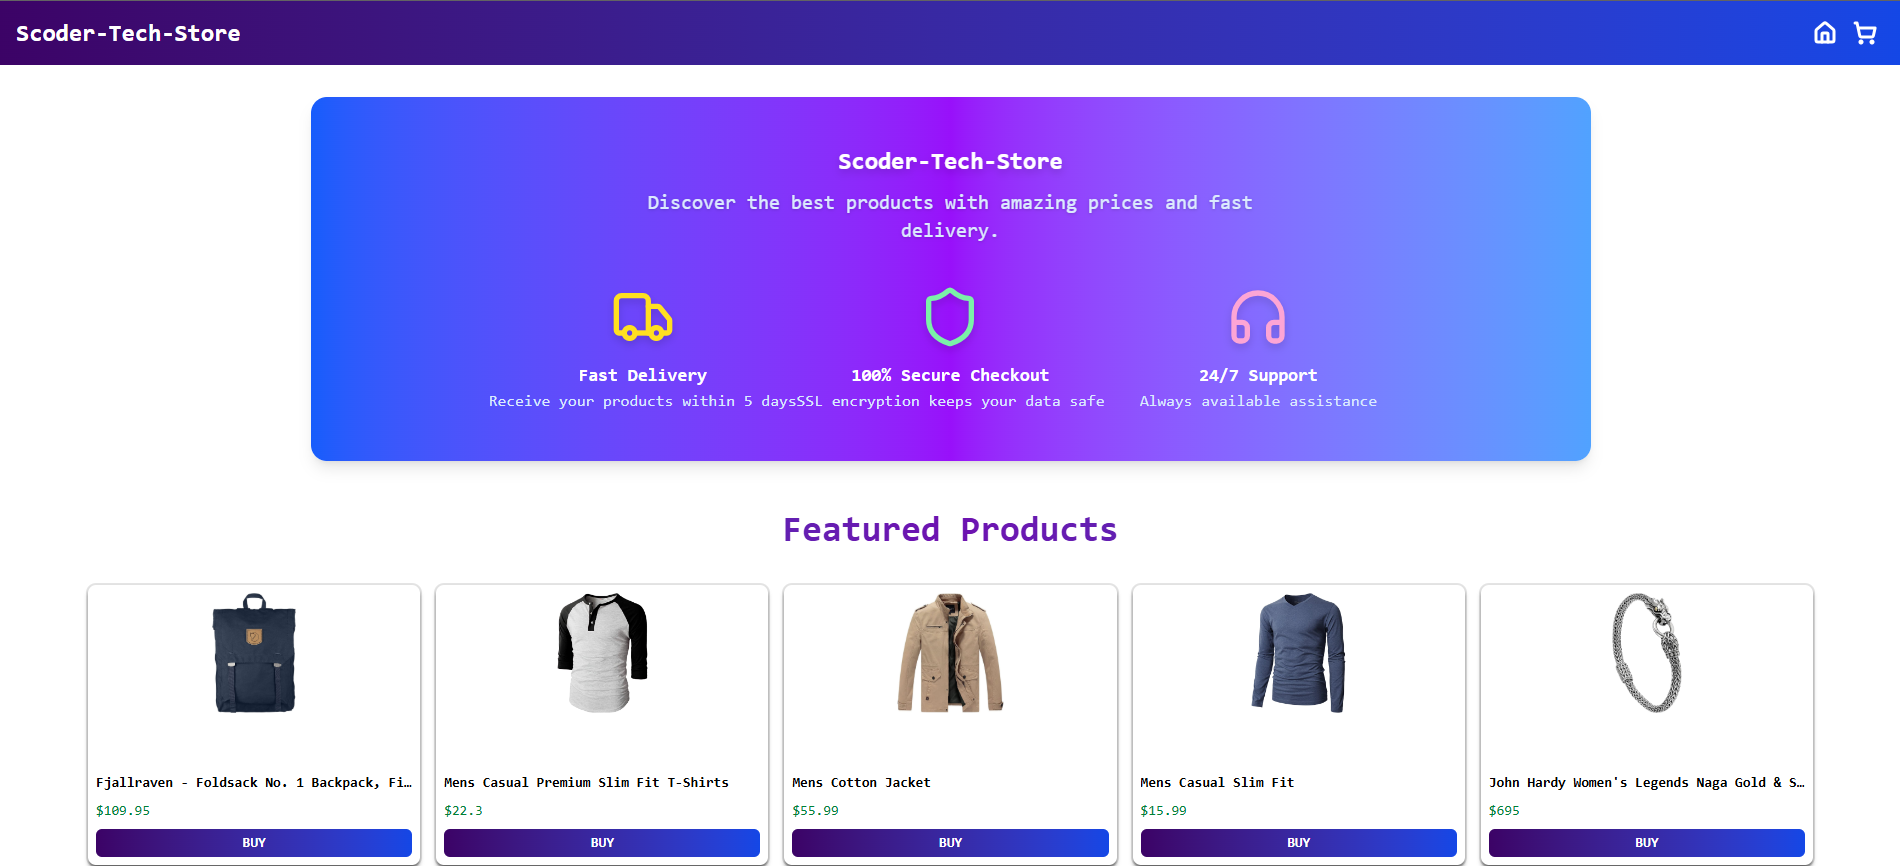 Scoder-Tech-Store
Scoder-Tech-Store
Discover the best products with amazing prices and fast
delivery.
Fast Delivery
Receive your products within 5 days
100% Secure Checkout
SSL encryption keeps your data safe
24/7 Support
Always available assistance
Featured Products
Fjallraven - Foldsack No. 1 Backpack, Fi…
$109.95
BUY
Mens Casual Premium Slim Fit T-Shirts
$22.3
BUY
Mens Cotton Jacket
$55.99
BUY
Mens Casual Slim Fit
$15.99
BUY
John Hardy Women's Legends Naga Gold & S…
$695
BUY